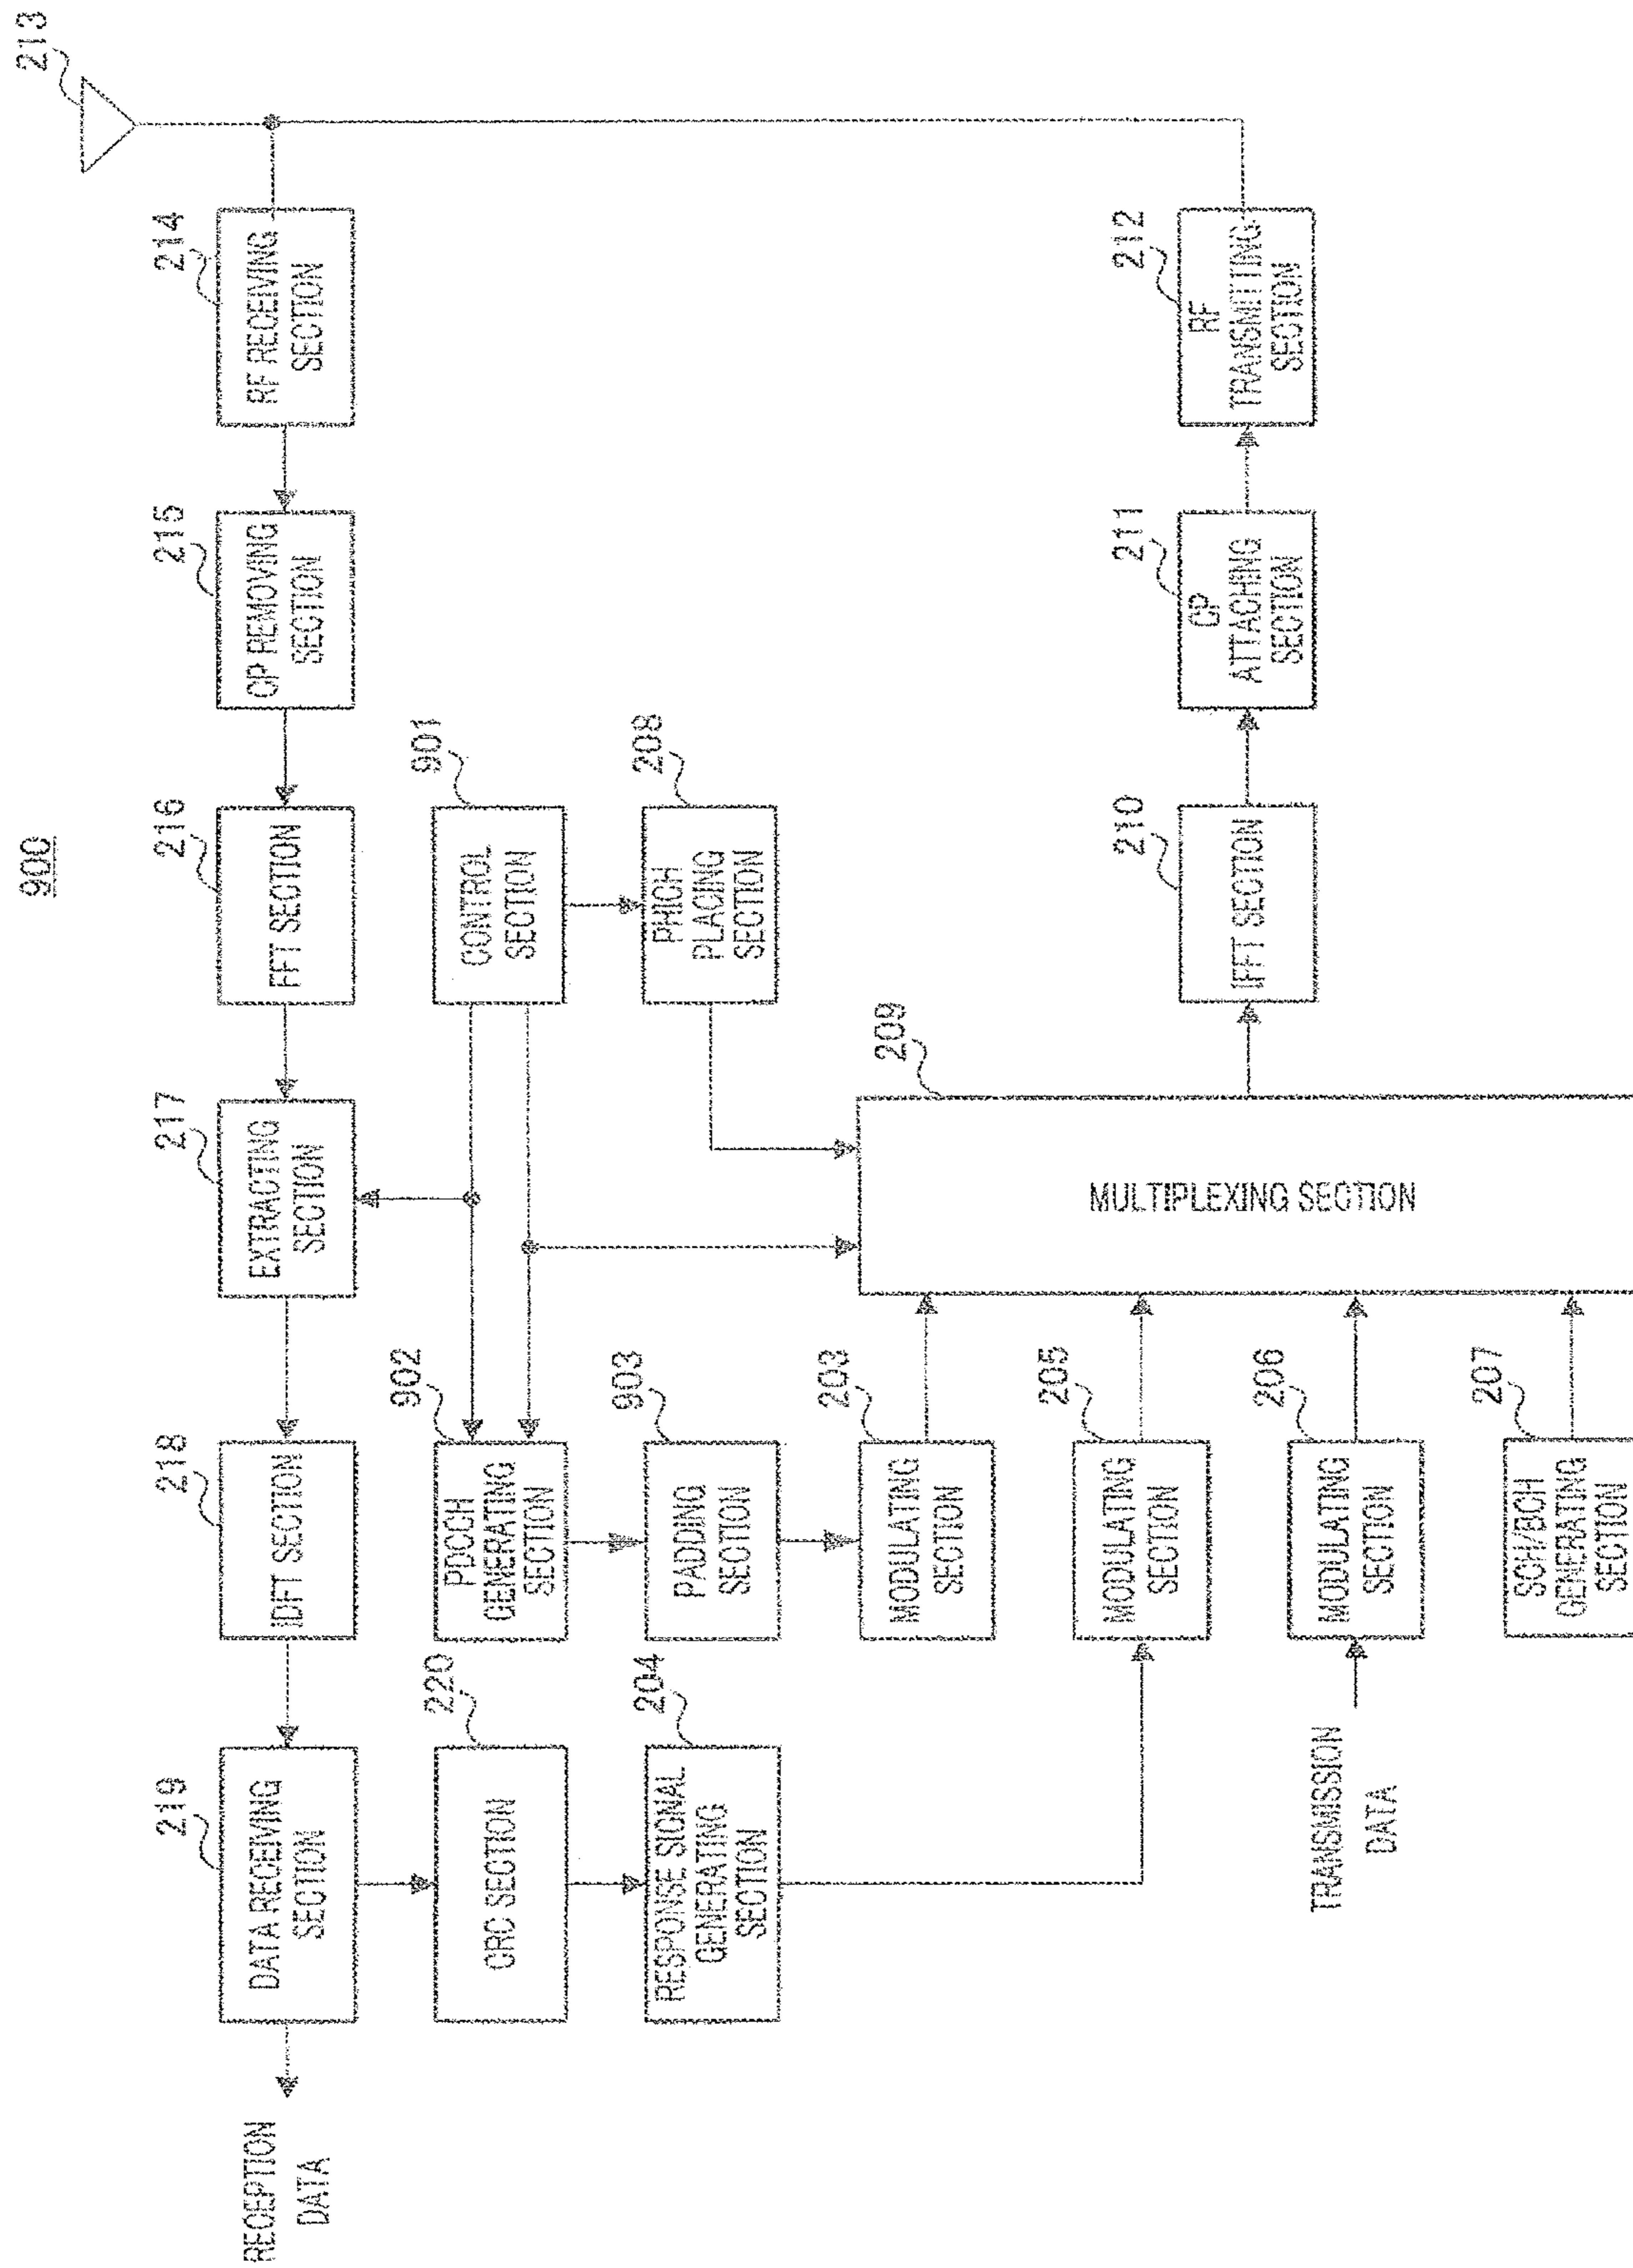 900
213
RECEPTION
DATA
219
DATA RECEIVING
SECTION
218
IDFT SECTION
217
EXTRACTING
SECTION
216
FFT SECTION
215
CP REMOVING
SECTION
214
RF RECEIVING
SECTION
220
CRC SECTION
902
PDCCH
GENERATING
SECTION
901
CONTROL
SECTION
204
RESPONSE SIGNAL
GENERATING
SECTION
903
PADDING
SECTION
208
PHICH
PLACING
SECTION
203
MODULATING
SECTION
209
MULTIPLEXING SECTION
205
MODULATING
SECTION
210
IFFT SECTION
211
CP
ATTACHING
SECTION
212
RF
TRANSMITTING
SECTION
TRANSMISSION
DATA
206
MODULATING
SECTION
207
SCH/BCH
GENERATING
SECTION